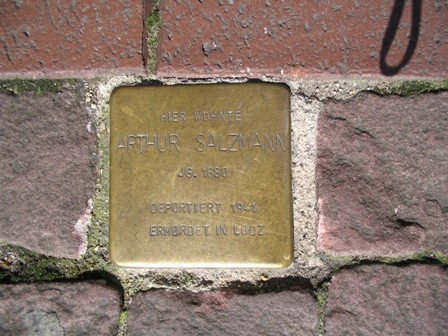 HIER WOHNTE
ARTHUR SALZMANN
JG. 1880
DEPORTIERT 1941
ERMORDET IN LODZ